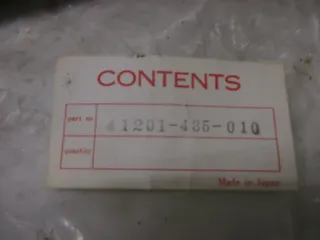 CONTENTS
part no 41201-435-010
quantity
Made in Japan